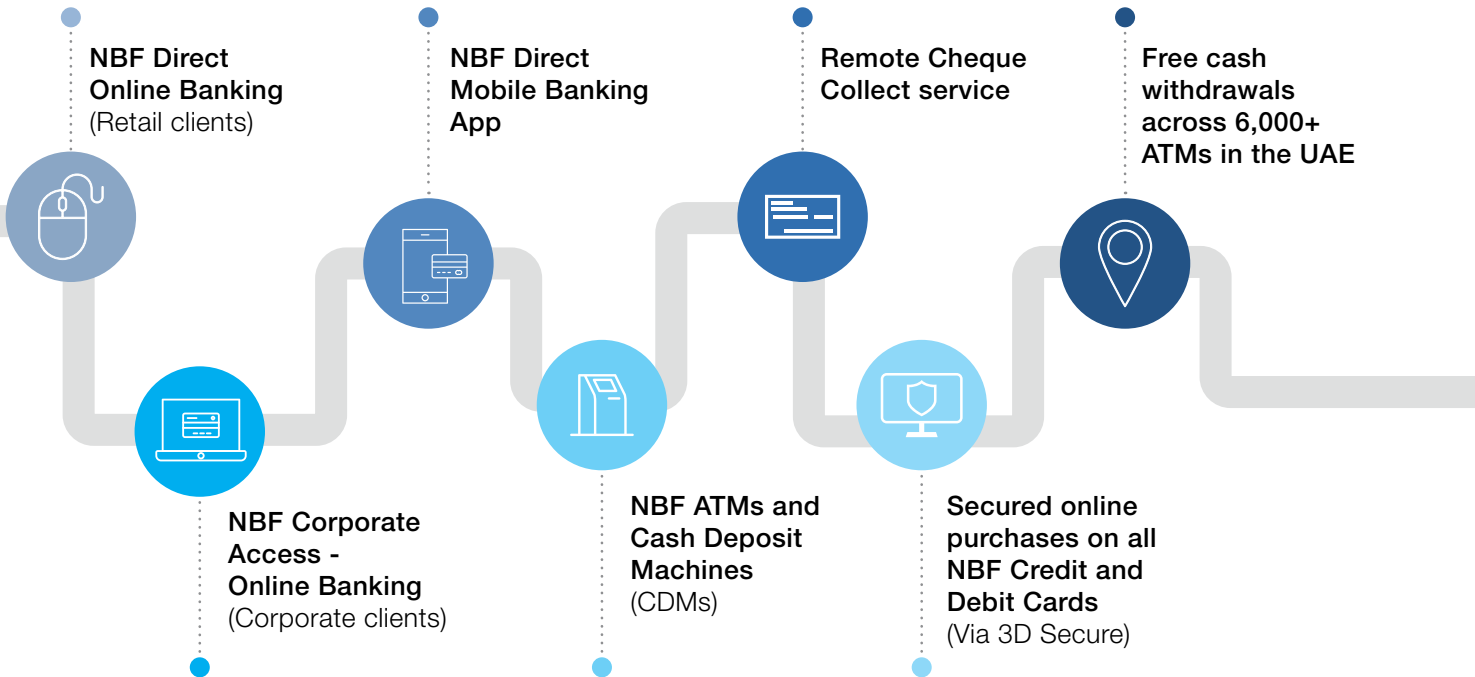 NBF Direct
Online Banking
(Retail clients)
NBF Direct
Mobile Banking
App
Remote Cheque
Collect service
Free cash
withdrawals
across 6,000+
ATMs in the UAE
NBF Corporate
Access -
Online Banking
(Corporate clients)
NBF ATMs and
Cash Deposit
Machines
(CDMs)
Secured online
purchases on all
NBF Credit and
Debit Cards
(Via 3D Secure)